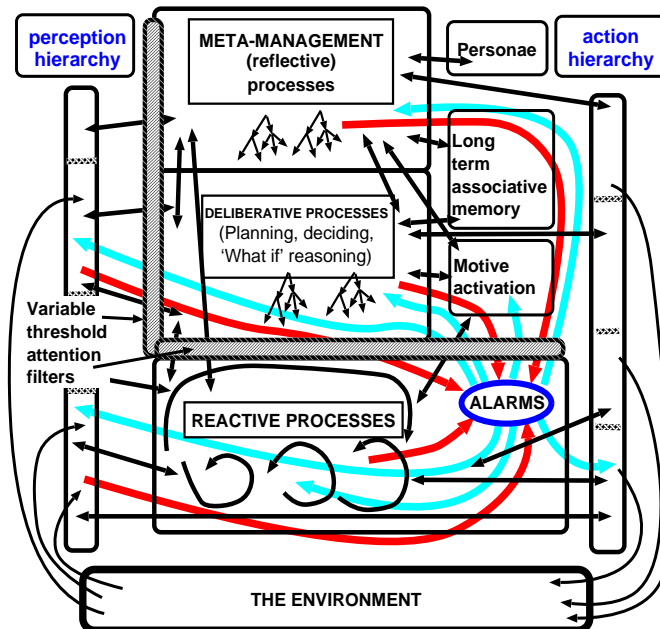 perception
hierarchy
META-MANAGEMENT
(reflective)
processes
Personae
action
hierarchy
Long
term
associative
memory
DELIBERATIVE PROCESSES
(Planning, deciding,
‘What if’ reasoning)
Motive
activation
Variable
threshold
attention
filters
ALARMS
REACTIVE PROCESSES
THE ENVIRONMENT